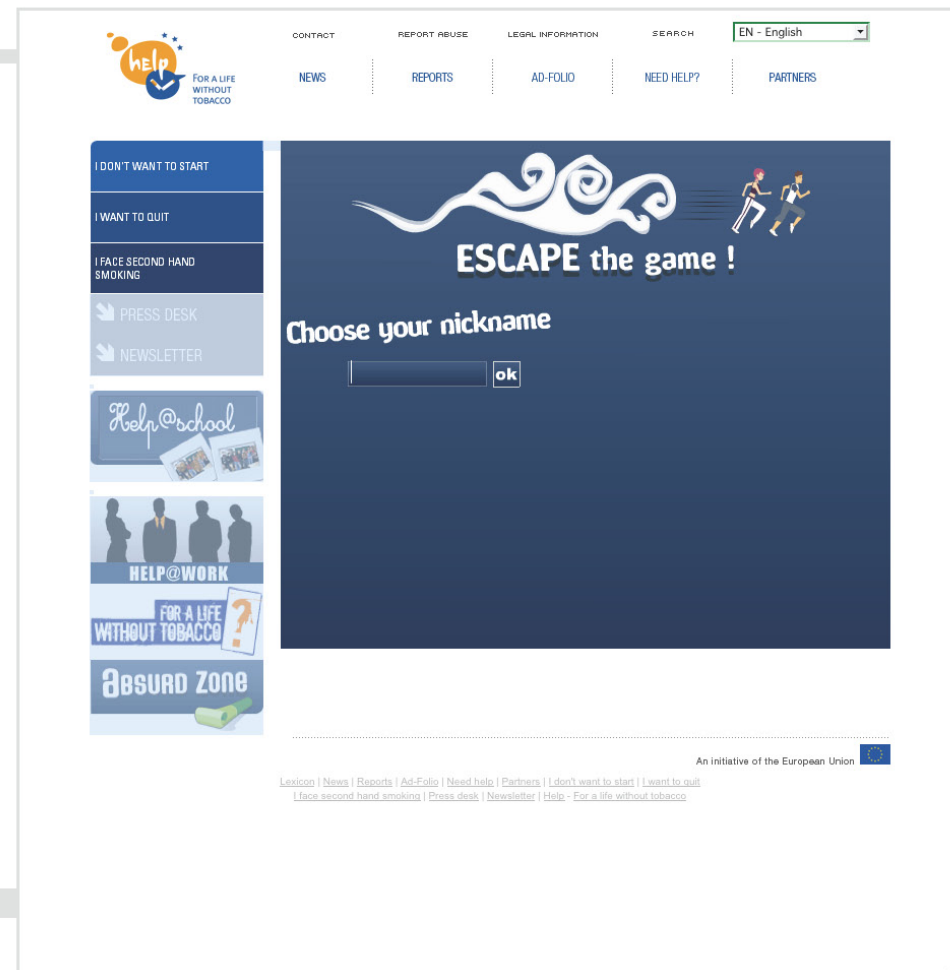 CONTACT
REPORT ABUSE
LEGAL INFORMATION
SEARCH
EN - English
help
FOR A LIFE
WITHOUT
TOBACCO
NEWS
REPORTS
AD-FOLIO
NEED HELP?
PARTNERS
I DON'T WANT TO START
I WANT TO QUIT
I FACE SECOND HAND
SMOKING
PRESS DESK
NEWSLETTER
Help@school
HELP@WORK
FOR A LIFE
WITHOUT TOBACCO
?
ABSURD ZONE
ESCAPE the game !
Choose your nickname
ok
An initiative of the European Union
Lexicon | News | Reports | Ad-Folio | Need help | Partners | I don't want to start | I want to quit
I face second hand smoking | Press desk | Newsletter | Help - For a life without tobacco